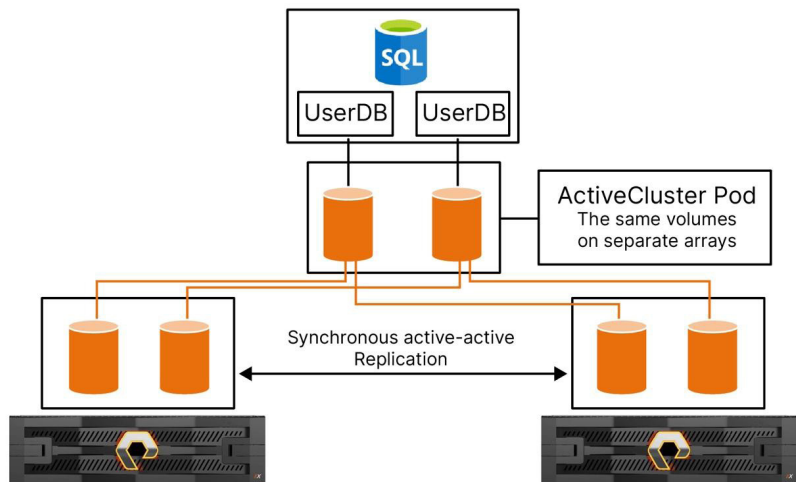 SQL
UserDB UserDB
ActiveCluster Pod
The same volumes
on separate arrays
Synchronous active-active
Replication